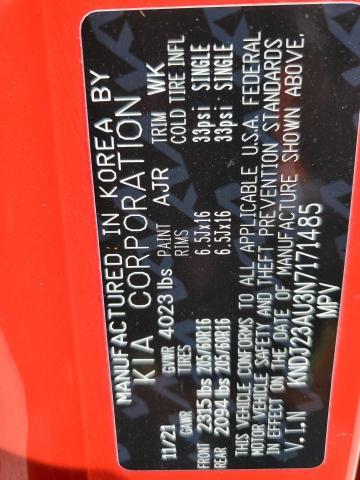 MANUFACTURED IN KOREA BY
KIA CORPORATION
11/21 GVWR 4023 lbs PAINT AJR TRIM WK
GAWR TIRES RIMS COLD TIRE INFL
FRONT 2315 lbs 205/60R16 6.5Jx16 33psi SINGLE
REAR 2094 lbs 205/60R16 6.5Jx16 33psi SINGLE
THIS VEHICLE CONFORMS TO ALL APPLICABLE U.S.A. FEDERAL
MOTOR VEHICLE SAFETY AND THEFT PREVENTION STANDARDS
IN EFFECT ON THE DATE OF MANUFACTURE SHOWN ABOVE.
V.I.N KNDJ23AU3N7171485
MPV